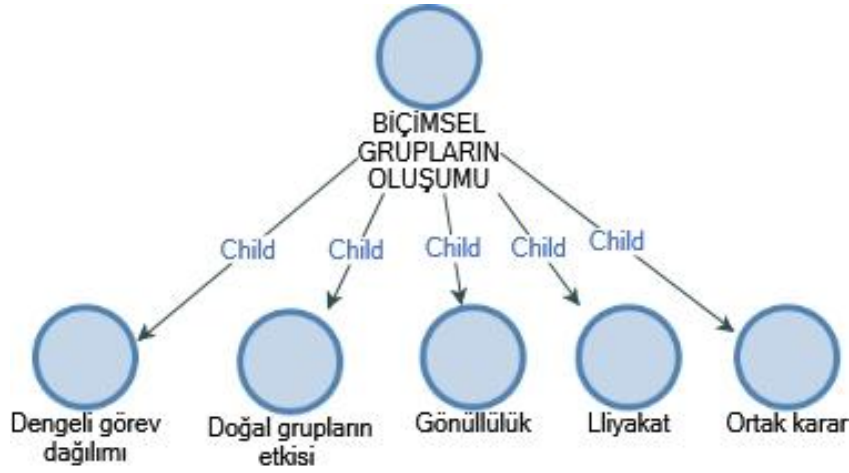 BİÇİMSEL
GRUPLARIN
OLUŞUMU
Child
Child
Child
Child
Child
Dengeli görev
dağılımı
Doğal grupların
etkisi
Gönüllülük
Lliyakat
Ortak karar